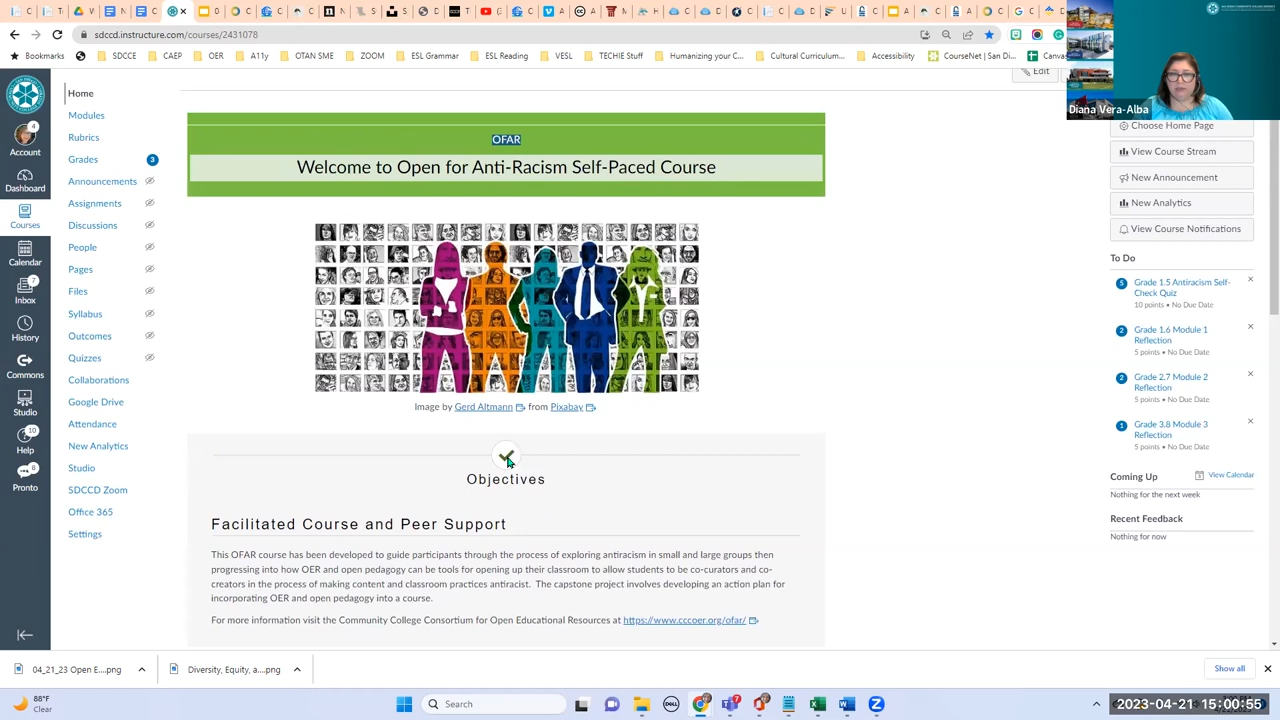 sdccd.instructure.com/courses/2431078
Bookmarks
SDCCE
CAEP
OER
A11y
OTAN SME
ESL Reading
VESL
TECHIE Stuff...
Humanizing your C...
Cultural Curriculum...
Accessibility
CourseNet | San Di...
Edit
Diana Vera-Alba
Account
4
Dashboard
Courses
Calendar
7
Inbox
History
Commons
Studio
10
Help
8
Pronto
Home
Modules
Rubrics
Grades
3
Announcements
Assignments
Discussions
People
Pages
Files
Syllabus
Outcomes
Quizzes
Collaborations
Google Drive
Attendance
New Analytics
Studio
SDCCD Zoom
Office 365
Settings
OFAR
Welcome to Open for Anti-Racism Self-Paced Course
Image by Gerd Altmann from Pixabay
Objectives
Facilitated Course and Peer Support
This OFAR course has been developed to guide participants through the process of exploring antiracism in small and large groups then
progressing into how OER and open pedagogy can be tools for opening up their classroom to allow students to be co-curators and co-
creators in the process of making content and classroom practices antiracist. The capstone project involves developing an action plan for
incorporating OER and open pedagogy into a course.
For more information visit the Community College Consortium for Open Educational Resources at https://www.cccoer.org/ofar/
Choose Home Page
View Course Stream
New Announcement
New Analytics
View Course Notifications
To Do
5
Grade 1.5 Antiracism Self-
Check Quiz
10 points • No Due Date
2
Grade 1.6 Module 1
Reflection
5 points • No Due Date
2
Grade 2.7 Module 2
Reflection
5 points • No Due Date
1
Grade 3.8 Module 3
Reflection
5 points • No Due Date
Coming Up
View Calendar
Nothing for the next week
Recent Feedback
Nothing for now
04_21_23 Open E....png
Diversity, Equity, a....png
Show all
88°F
Clear
Search
2023-04-21 15:00:55